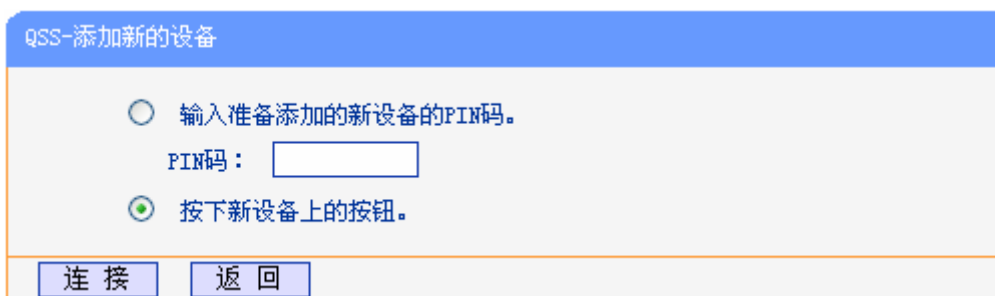 QSS-添加新的设备
输入准备添加的新设备的PIN码。
PIN码：
按下新设备上的按钮。
连 接 返 回